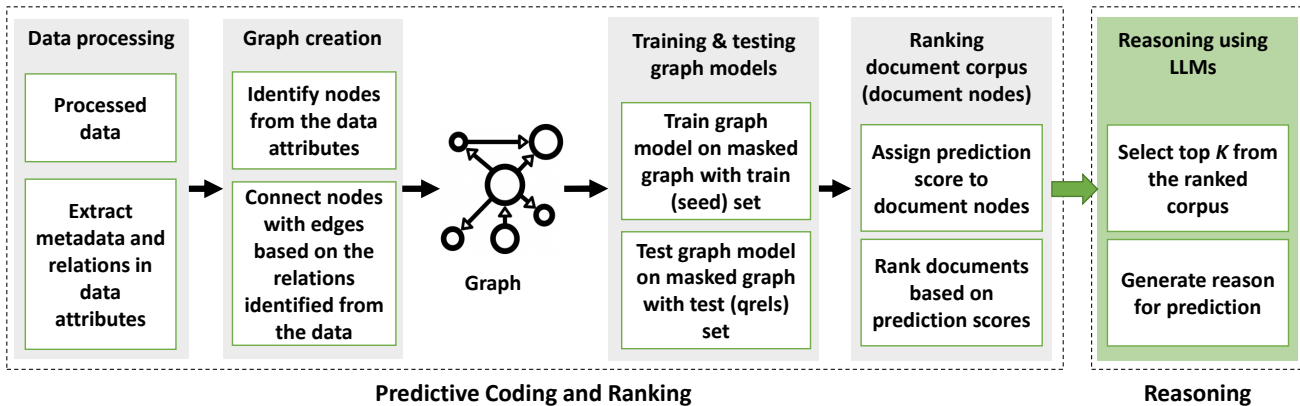 Data processing
Processed
data
Extract
metadata and
relations in
data
attributes
Graph creation
Identify nodes
from the data
attributes
Connect nodes
with edges
based on the
relations
identified from
the data
Graph
Training & testing
graph models
Train graph
model on masked
graph with train
(seed) set
Test graph model
on masked graph
with test (qrels)
set
Ranking
document corpus
(document nodes)
Assign prediction
score to
document nodes
Rank documents
based on
prediction scores
Reasoning using
LLMs
Select top K from
the ranked
corpus
Generate reason
for prediction
Predictive Coding and Ranking
Reasoning